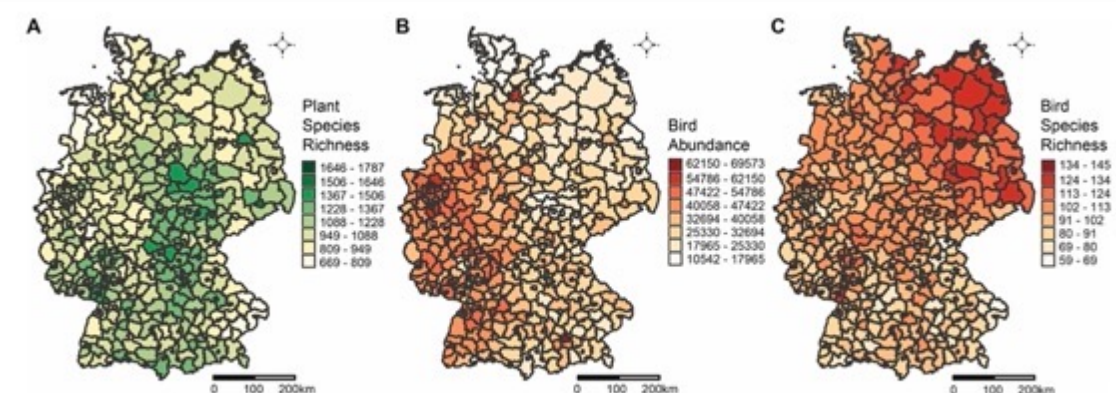 A
Plant
Species
Richness
1646 - 1787
1506 - 1646
1367 - 1506
1228 - 1367
1088 - 1228
949 - 1088
809 - 949
669 - 809
0 100 200km
B
Bird
Abundance
62150 - 69573
54786 - 62150
47422 - 54786
40058 - 47422
32694 - 40058
25330 - 32694
17965 - 25330
10542 - 17965
0 100 200km
C
Bird
Species
Richness
134 - 145
124 - 134
113 - 124
102 - 113
91 - 102
80 - 91
69 - 80
59 - 69
0 100 200km